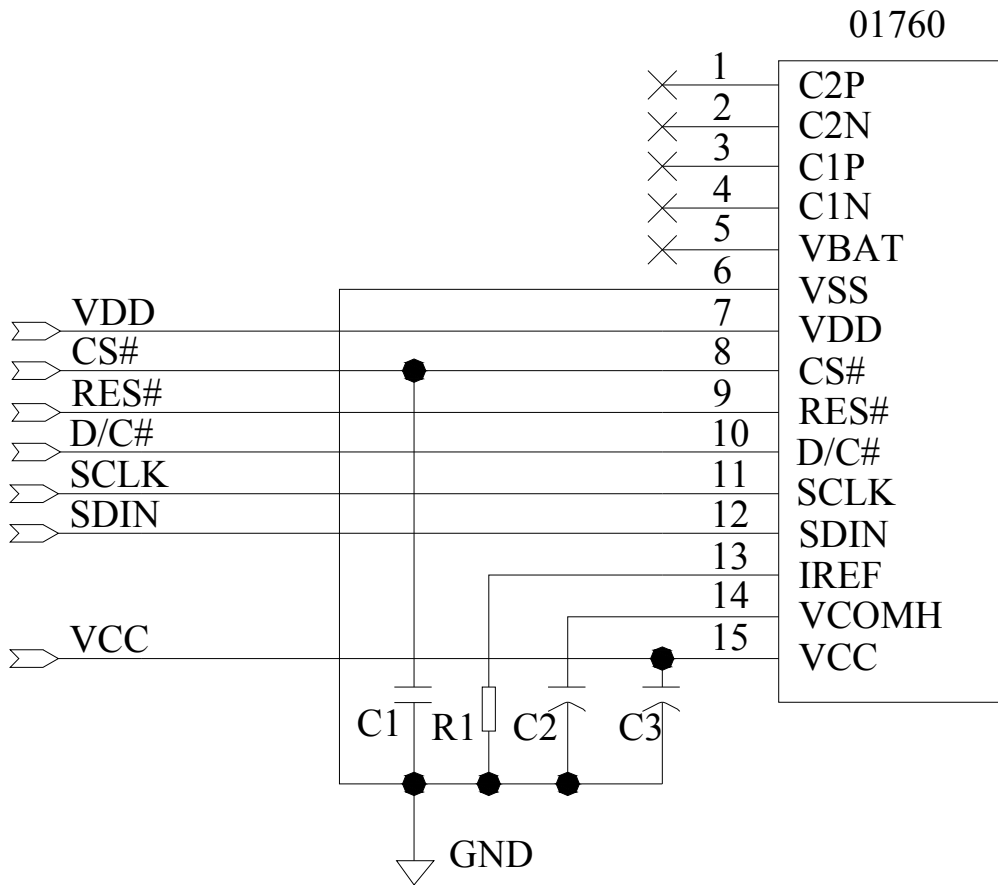 01760
1 C2P
2 C2N
3 C1P
4 C1N
5 VBAT
6 VSS
VDD 7 VDD
CS# 8 CS#
RES# 9 RES#
D/C# 10 D/C#
SCLK 11 SCLK
SDIN 12 SDIN
13 IREF
14 VCOMH
VCC 15 VCC
C1 R1 C2 C3
GND